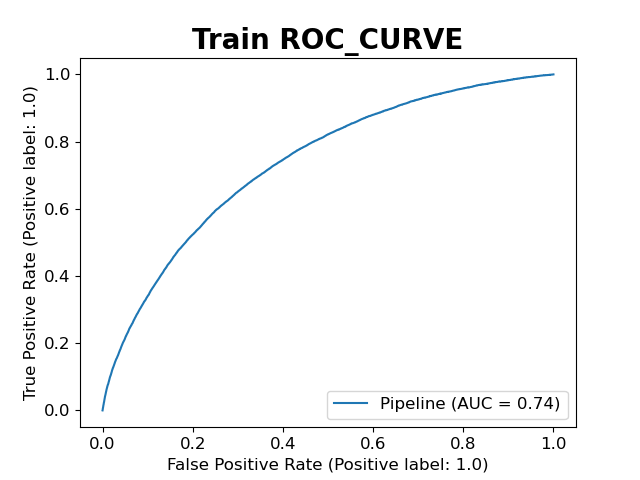 Train ROC_CURVE
True Positive Rate (Positive label: 1.0)
1.0
0.8
0.6
0.4
0.2
0.0
Pipeline (AUC = 0.74)
0.0 0.2 0.4 0.6 0.8 1.0
False Positive Rate (Positive label: 1.0)